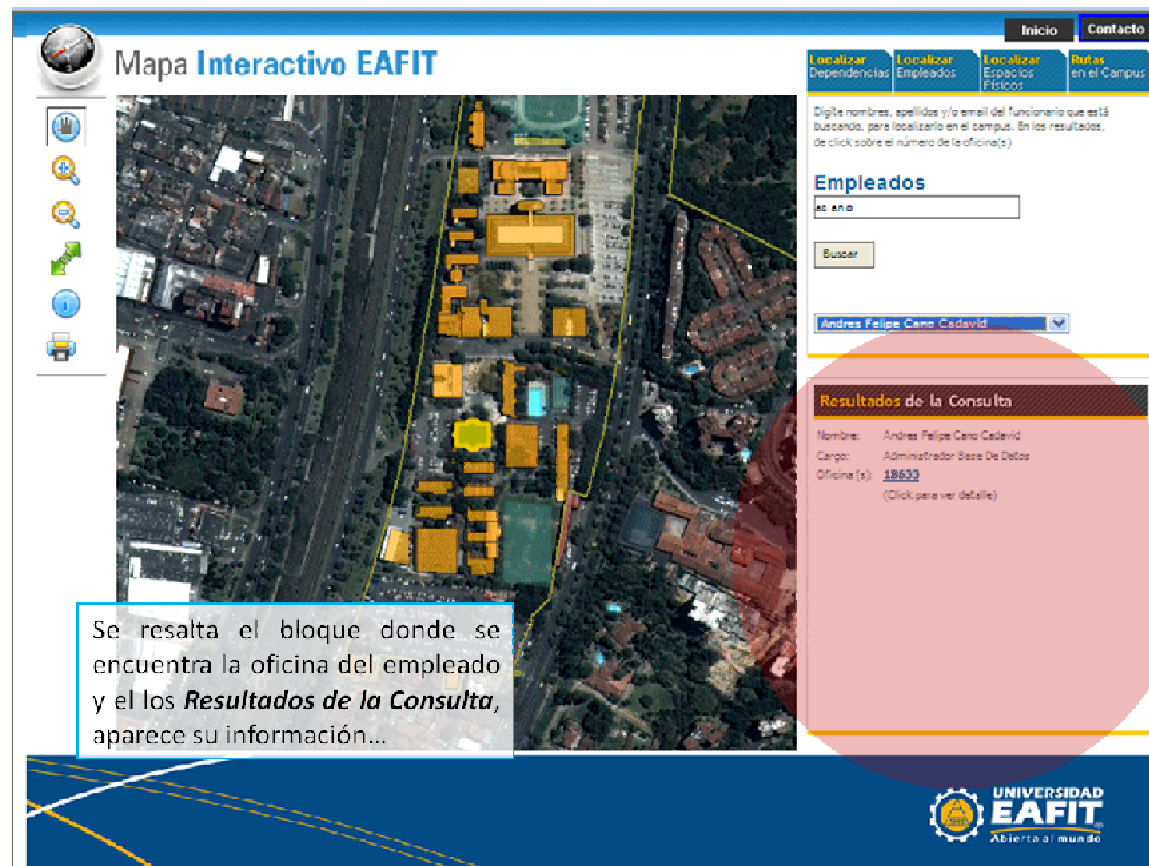 Inicio
Contacto
Mapa Interactivo EAFIT
Localizar Dependencias
Localizar Empleados
Localizar Espacios Físicos
Rutas en el Campus
Digite nombres, apellidos y/o email del funcionario que está
buscando, para localizarlo en el campus. En los resultados,
de click sobre el número de la oficina(s)
Empleados
Buscar
Andres Felipe Cano Cadavid
Resultados de la Consulta
Nombre: Andres Felipe Cano Cadavid
Cargo: Administrador Base De Datos
Oficina (s): 18633
(Click para ver detalle)
Se resalta el bloque donde se
encuentra la oficina del empleado
y el los Resultados de la Consulta,
aparece su información...
UNIVERSIDAD
EAFIT
Abierta al mundo